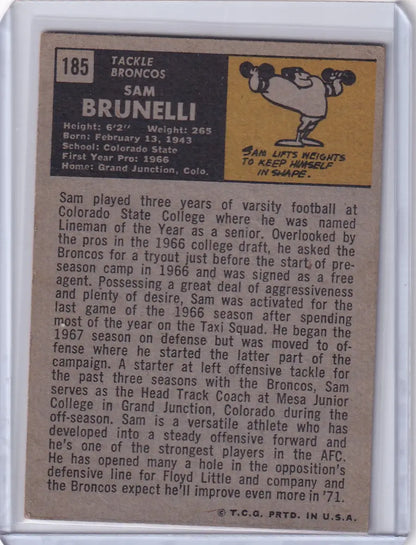 185
TACKLE
BRONCOS
SAM
BRUNELLI
Height: 6'2" Weight: 265
Born: February 13, 1943
School: Colorado State
First Year Pro: 1966
Home: Grand Junction, Colo.
SAM LIFTS WEIGHTS
TO KEEP HIMSELF
IN SHAPE.
Sam played three years of varsity football at
Colorado State College where he was named
Lineman of the Year as a senior. Overlooked by
the pros in the 1966 college draft, he asked the
Broncos for a tryout just before the start of pre-
season camp in 1966 and was signed as a free
agent. Possessing a great deal of aggressiveness
and plenty of desire, Sam was activated for the
last game of the 1966 season after spending
most of the year on the Taxi Squad. He began the
1967 season on defense but was moved to of-
fense where he started the latter part of the
campaign. A starter at left offensive tackle for
the past three seasons with the Broncos, Sam
serves as the Head Track Coach at Mesa Junior
College in Grand Junction, Colorado during the
off-season. Sam is a versatile athlete who has
developed into a steady offensive forward and
he's one of the strongest players in the AFC.
He has opened many a hole in the opposition's
defensive line for Floyd Little and company and
the Broncos expect he'll improve even more in '71.
© T.C.G. PRTD. IN U.S.A.